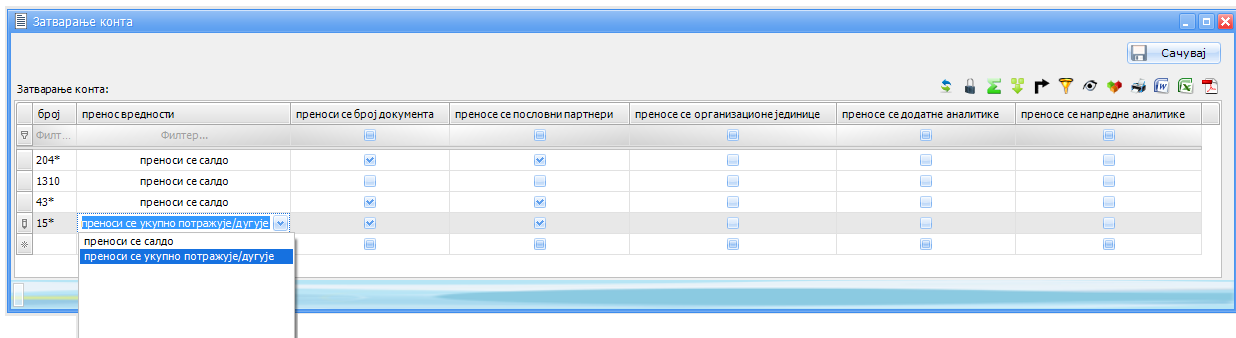 Затварање конта
Сачувај
Затварање конта:
број пренос вредности преноси се број документа преносе се пословни партнери преносе се организационе јединице преносе се додатне аналитике преносе се напредне аналитике
Филт... Филтер...
204* преноси се салдо
1310 преноси се салдо
43* преноси се салдо
15* преноси се укупно потражује/дугује
преноси се салдо
преноси се укупно потражује/дугује